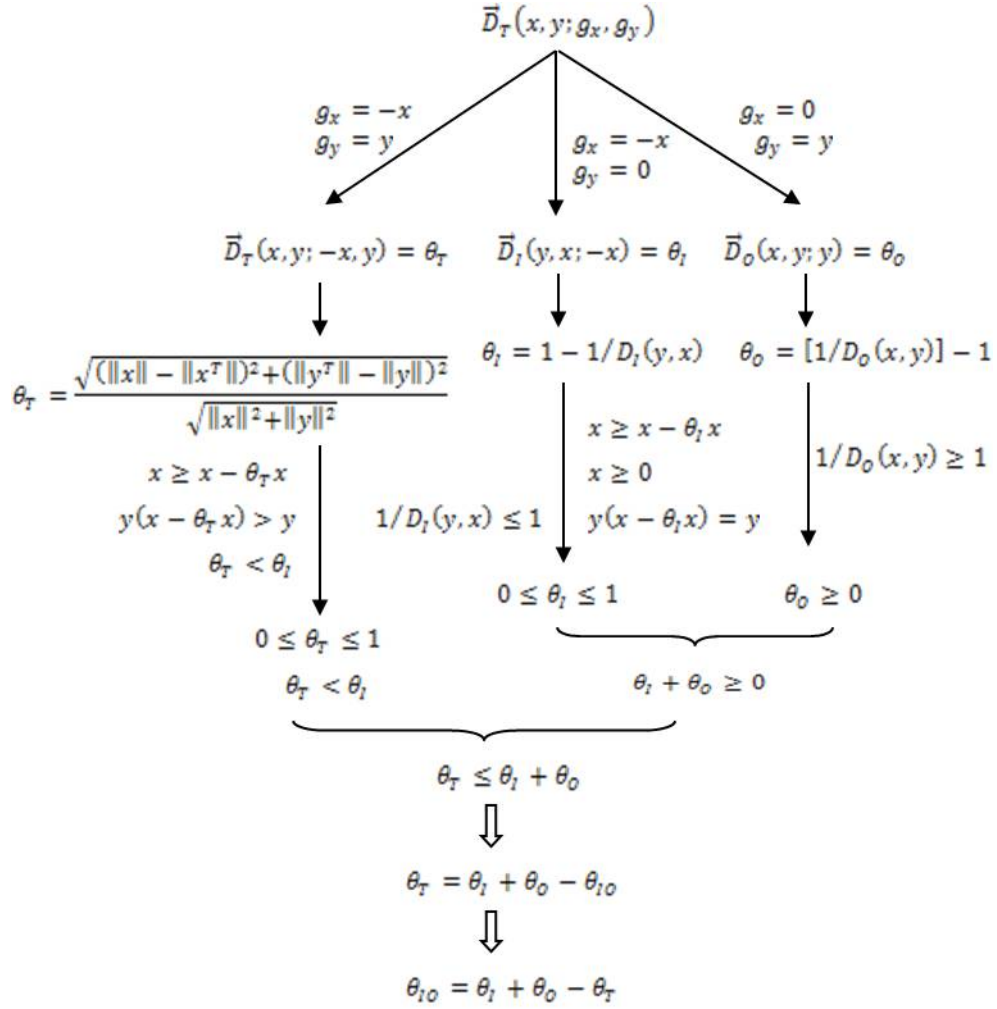 D⃗_T(x, y; g_x, g_y)
g_x = −x
g_y = y
g_x = −x
g_y = 0
g_x = 0
g_y = y
D⃗_T(x, y; −x, y) = θ_T
D⃗_I(y, x; −x) = θ_I
D⃗_O(x, y; y) = θ_O
θ_T = √((‖x‖ − ‖x^T‖)² + (‖y^T‖ − ‖y‖)²) / √(‖x‖² + ‖y‖²)
θ_I = 1 − 1/D_I(y, x)
θ_O = [1/D_O(x, y)] − 1
x ≥ x − θ_T x
y(x − θ_T x) > y
θ_T < θ_I
1/D_I(y, x) ≤ 1
x ≥ x − θ_I x
x ≥ 0
y(x − θ_I x) = y
1/D_O(x, y) ≥ 1
0 ≤ θ_T ≤ 1
θ_T < θ_I
0 ≤ θ_I ≤ 1
θ_O ≥ 0
θ_I + θ_O ≥ 0
θ_T ≤ θ_I + θ_O
θ_T = θ_I + θ_O − θ_IO
θ_IO = θ_I + θ_O − θ_T